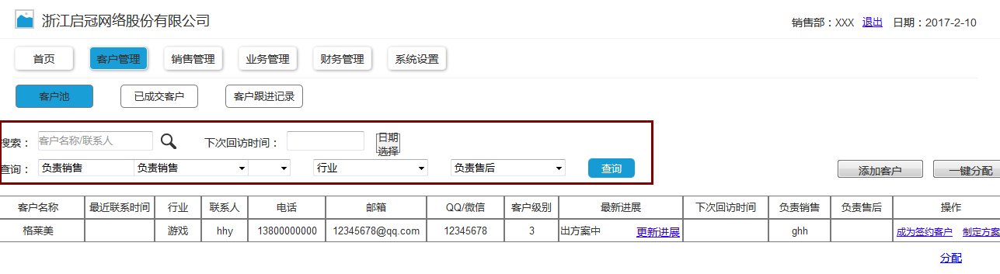 浙江启冠网络股份有限公司
销售部：XXX 退出 日期：2017-2-10
首页 客户管理 销售管理 业务管理 财务管理 系统设置
客户池 已成交客户 客户跟进记录
搜索： 客户名称/联系人 下次回访时间： 日期选择
查询： 负责销售 负责销售 行业 负责售后 查询 添加客户 一键分配
客户名称 最近联系时间 行业 联系人 电话 邮箱 QQ/微信 客户级别 最新进展 下次回访时间 负责销售 负责售后 操作
格莱美 游戏 hhy 13800000000 12345678@qq.com 12345678 3 出方案中 更新进展 ghh 成为签约客户 制定方案
分配